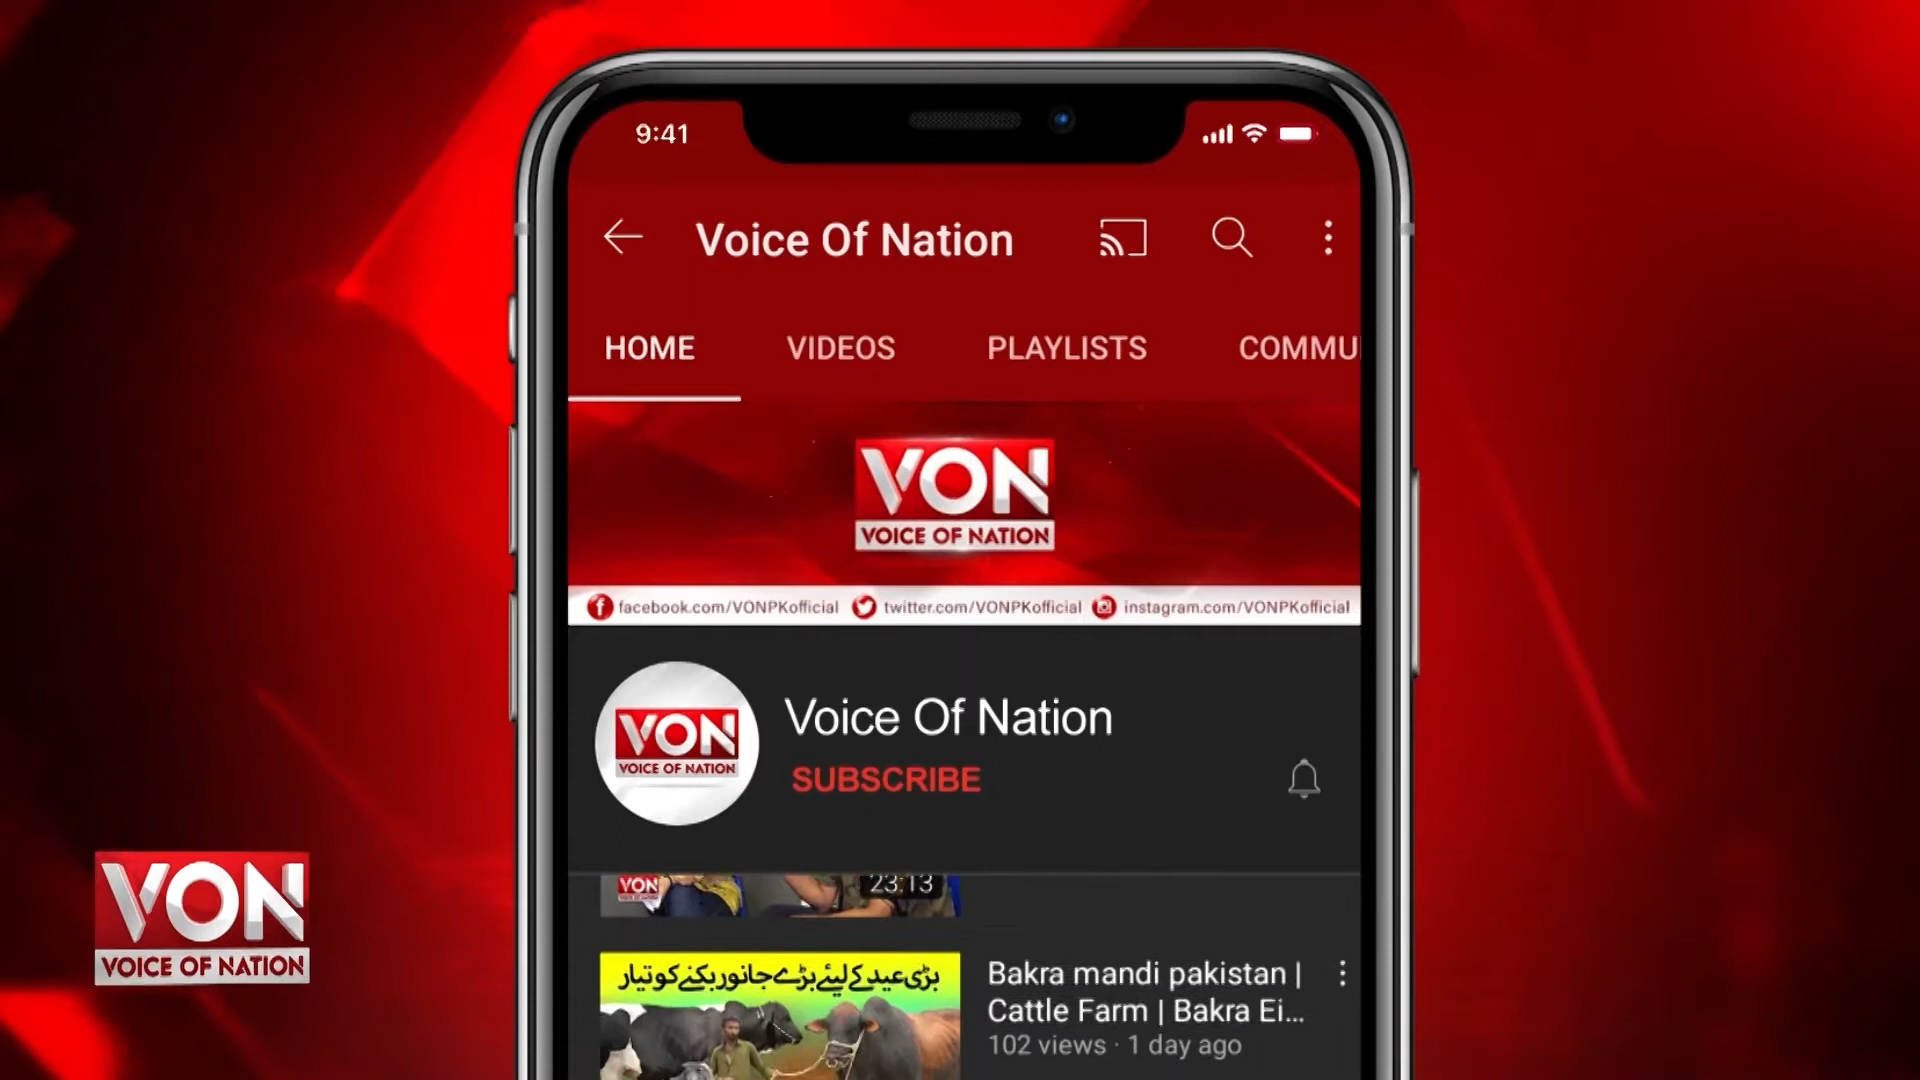 9:41
Voice Of Nation
HOME VIDEOS PLAYLISTS COMMU
VON
VOICE OF NATION
facebook.com/VONPKofficial twitter.com/VONPKofficial instagram.com/VONPKofficial
VON
VOICE OF NATION
Voice Of Nation
SUBSCRIBE
VON
VOICE OF NATION
23:13
VON
VOICE OF NATION
بڑی عید کے لیئے بڑے جانور بکنے کو تیار
Bakra mandi pakistan |
Cattle Farm | Bakra Ei...
102 views · 1 day ago